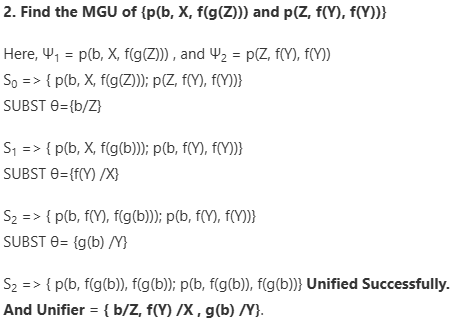 2. Find the MGU of {p(b, X, f(g(Z))) and p(Z, f(Y), f(Y))}
Here, Ψ₁ = p(b, X, f(g(Z))) , and Ψ₂ = p(Z, f(Y), f(Y))
S₀ => { p(b, X, f(g(Z))); p(Z, f(Y), f(Y))}
SUBST θ={b/Z}
S₁ => { p(b, X, f(g(b))); p(b, f(Y), f(Y))}
SUBST θ={f(Y) /X}
S₂ => { p(b, f(Y), f(g(b))); p(b, f(Y), f(Y))}
SUBST θ= {g(b) /Y}
S₂ => { p(b, f(g(b)), f(g(b)); p(b, f(g(b)), f(g(b))} Unified Successfully.
And Unifier = { b/Z, f(Y) /X , g(b) /Y}.